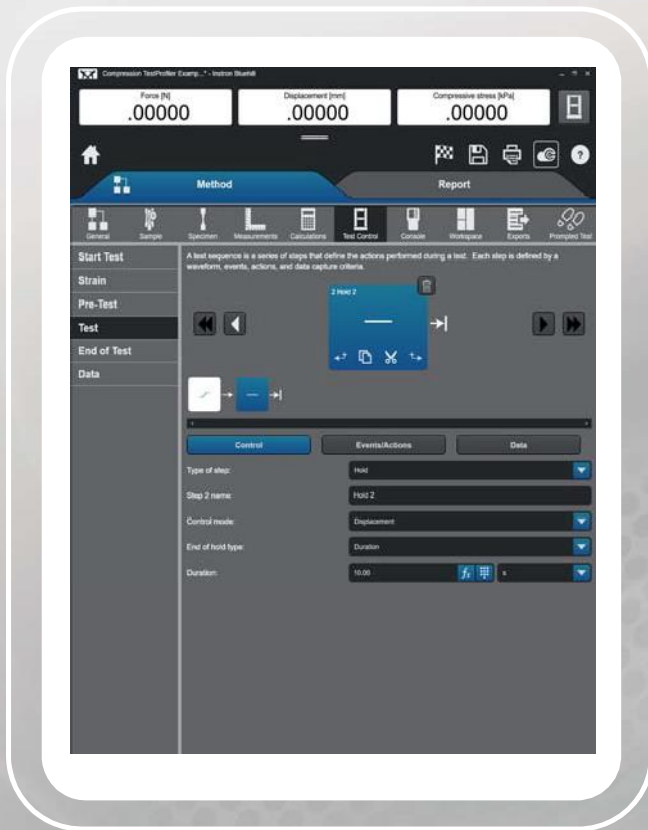 Compression TestProfiler Examp...* - Instron Bluehill
Force [N]
.00000
Displacement [mm]
.00000
Compressive stress [kPa]
.00000
?
Method
Report
General
Sample
Specimen
Measurements
Calculations
Test Control
Console
Workspace
Exports
Prompted Test
Start Test
Strain
Pre-Test
Test
End of Test
Data
A test sequence is a series of steps that define the actions performed during a test. Each step is defined by a
waveform, events, actions, and data capture criteria.
2 Hold 2
Control
Events/Actions
Data
Type of step:
Hold
Step 2 name:
Hold 2
Control mode:
Displacement
End of hold type:
Duration
Duration:
10.00
fx
s